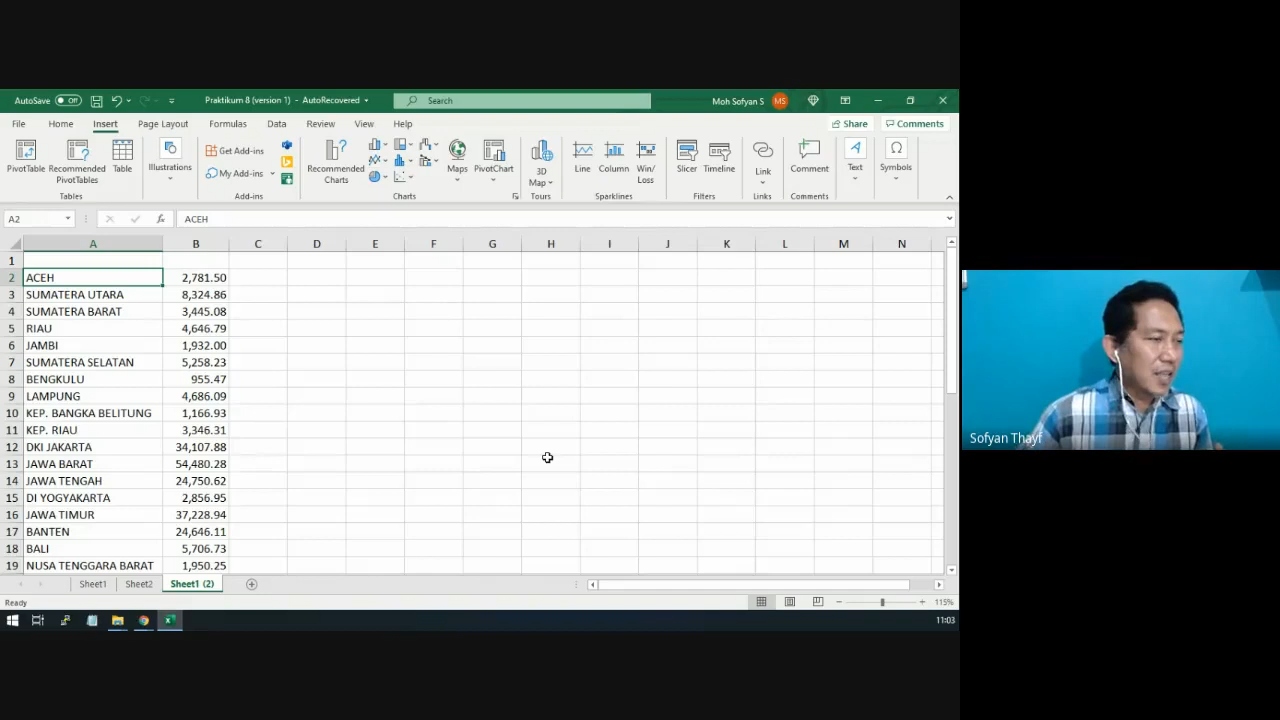 AutoSave Off Praktikum 8 (version 1) - AutoRecovered Search Moh Sofyan S MS
File Home Insert Page Layout Formulas Data Review View Help Share Comments
PivotTable Recommended PivotTables Table Illustrations Get Add-ins My Add-ins Recommended Charts Maps PivotChart 3D Map Line Column Win/Loss Slicer Timeline Link Comment Text Symbols
Tables Add-ins Charts Tours Sparklines Filters Links Comments
A2 fx ACEH
A B C D E F G H I J K L M N
1
2 ACEH 2,781.50
3 SUMATERA UTARA 8,324.86
4 SUMATERA BARAT 3,445.08
5 RIAU 4,646.79
6 JAMBI 1,932.00
7 SUMATERA SELATAN 5,258.23
8 BENGKULU 955.47
9 LAMPUNG 4,686.09
10 KEP. BANGKA BELITUNG 1,166.93
11 KEP. RIAU 3,346.31
12 DKI JAKARTA 34,107.88
13 JAWA BARAT 54,480.28
14 JAWA TENGAH 24,750.62
15 DI YOGYAKARTA 2,856.95
16 JAWA TIMUR 37,228.94
17 BANTEN 24,646.11
18 BALI 5,706.73
19 NUSA TENGGARA BARAT 1,950.25
Sheet1 Sheet2 Sheet1 (2)
Ready 115%
11:03
Sofyan Thayf